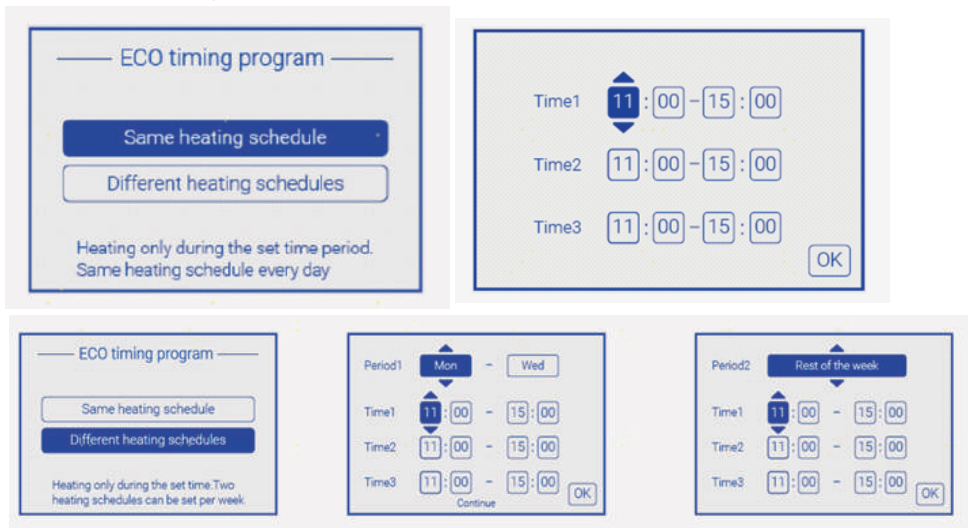 ECO timing program
Same heating schedule
Different heating schedules
Heating only during the set time period.
Same heating schedule every day
Time1 11:00-15:00
Time2 11:00-15:00
Time3 11:00-15:00
OK
ECO timing program
Same heating schedule
Different heating schedules
Heating only during the set time.Two
heating schedules can be set per week
Period1 Mon - Wed
Time1 11:00 - 15:00
Time2 11:00 - 15:00
Time3 11:00 - 15:00
Continue
OK
Period2 Rest of the week
Time1 11:00 - 15:00
Time2 11:00 - 15:00
Time3 11:00 - 15:00
OK